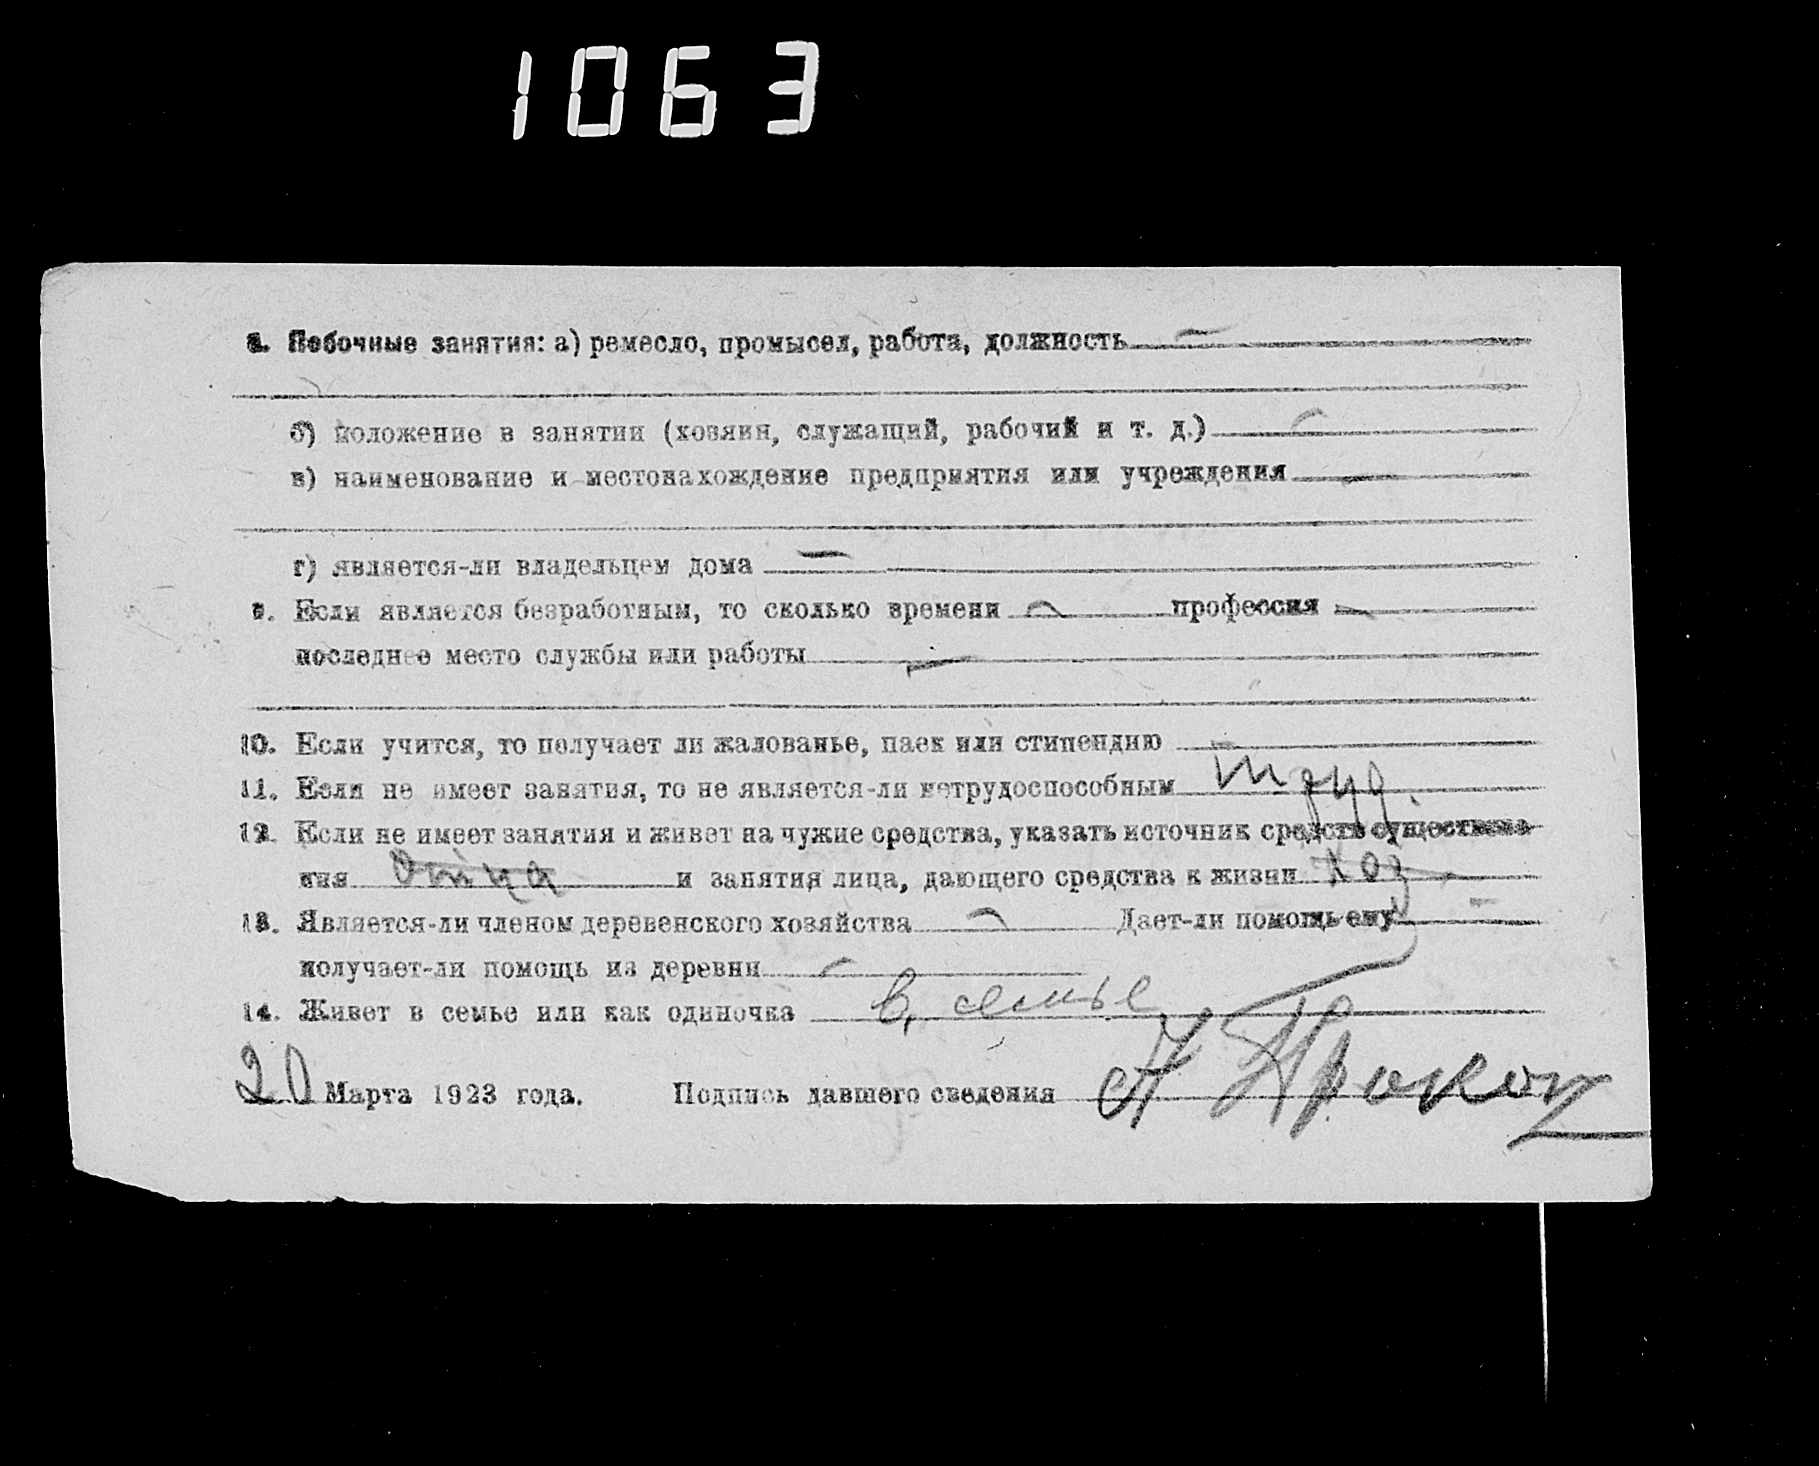 1063
8. Побочные занятия: а) ремесло, промысел, работа, должность —
б) положение в занятии (хозяин, служащий, рабочий и т. д.) —
в) наименование и местонахождение предприятия или учреждения —
г) является-ли владельцем дома —
9. Если является безработным, то сколько времени — профессия —
последнее место службы или работы —
10. Если учится, то получает ли жалованье, паек или стипендию —
11. Если не имеет занятия, то не является-ли нетрудоспособным труд.
12. Если не имеет занятия и живет на чужие средства, указать источник средств существова-
ния отца и занятия лица, дающего средства к жизни хоз
13. Является-ли членом деревенского хозяйства — Дает-ли помощь ему —
получает-ли помощь из деревни —
14. Живет в семье или как одиночка В семье
20 Марта 1923 года. Подпись давшего сведения